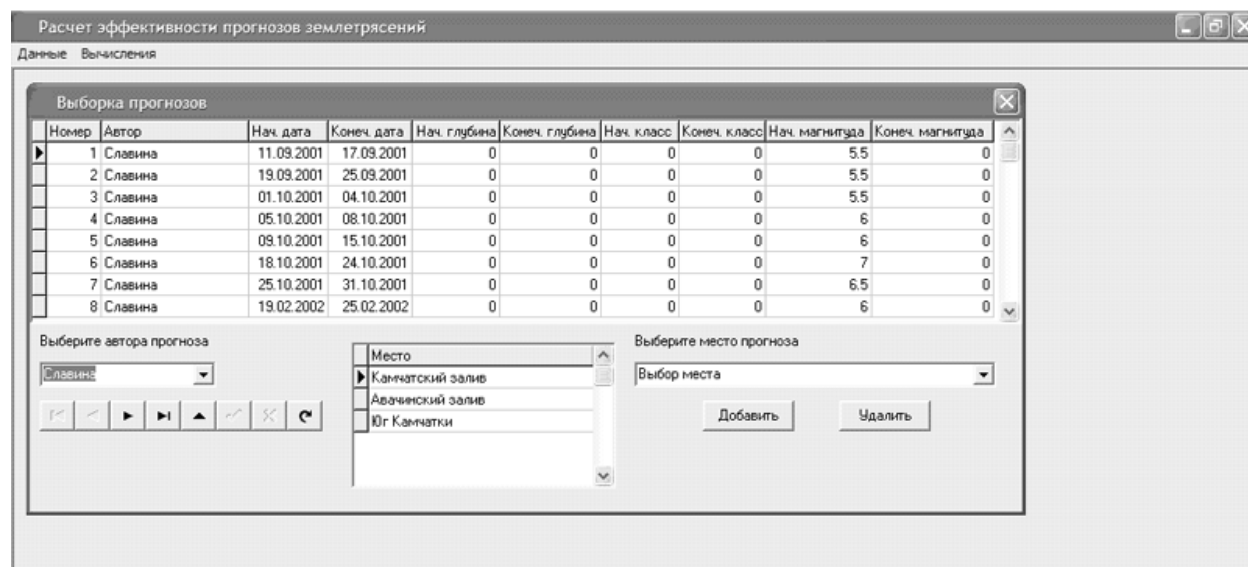 Расчет эффективности прогнозов землетрясений
Данные Вычисления
Выборка прогнозов
Номер Автор Нач. дата Конеч. дата Нач. глубина Конеч. глубина Нач. класс Конеч. класс Нач. магнитуда Конеч. магнитуда
1 Славина 11.09.2001 17.09.2001 0 0 0 0 5.5 0
2 Славина 19.09.2001 25.09.2001 0 0 0 0 5.5 0
3 Славина 01.10.2001 04.10.2001 0 0 0 0 5.5 0
4 Славина 05.10.2001 08.10.2001 0 0 0 0 6 0
5 Славина 09.10.2001 15.10.2001 0 0 0 0 6 0
6 Славина 18.10.2001 24.10.2001 0 0 0 0 7 0
7 Славина 25.10.2001 31.10.2001 0 0 0 0 6.5 0
8 Славина 19.02.2002 25.02.2002 0 0 0 0 6 0
Выберите автора прогноза
Славина
Место
Камчатский залив
Авачинский залив
Юг Камчатки
Выберите место прогноза
Выбор места
Добавить Удалить